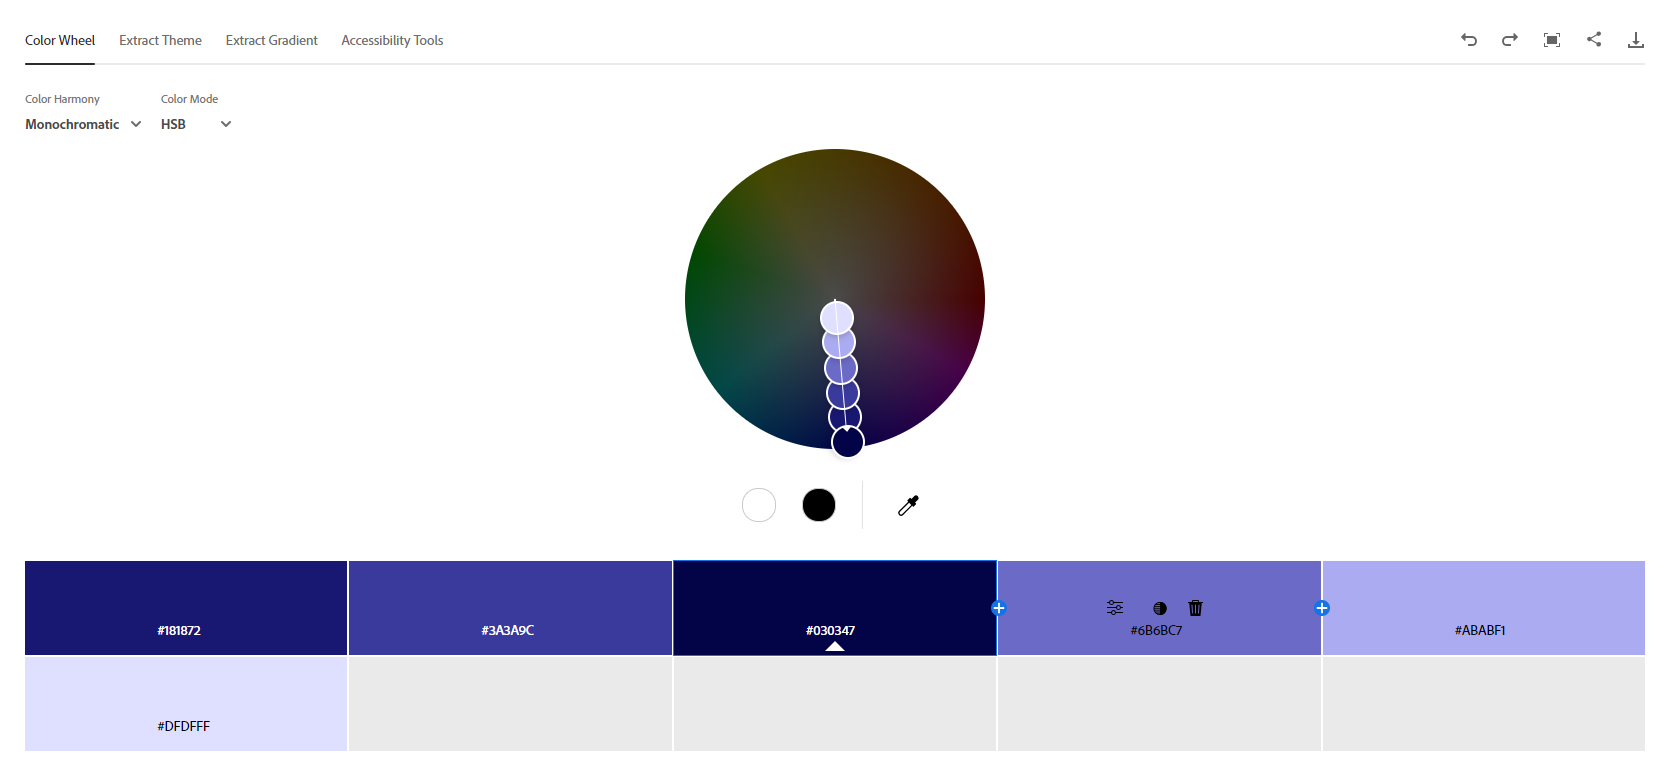 Color Wheel Extract Theme Extract Gradient Accessibility Tools
Color Harmony Color Mode
Monochromatic HSB
#181872 #3A3A9C #030347 #6B6BC7 #ABABF1
#DFDFFF